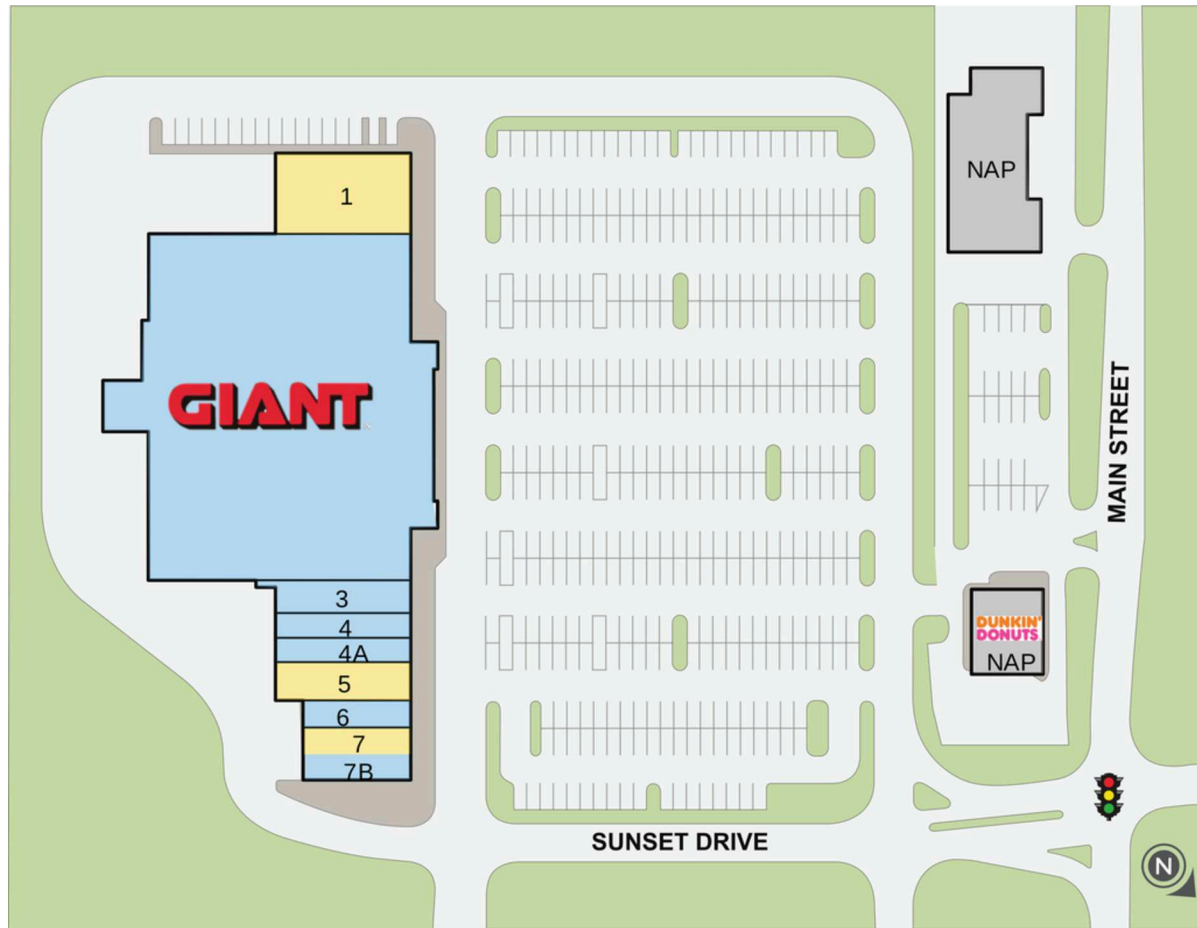 1
NAP
GIANT
MAIN STREET
3
4
4A
5
6
7
7B
DUNKIN'
DONUTS
NAP
SUNSET DRIVE
N